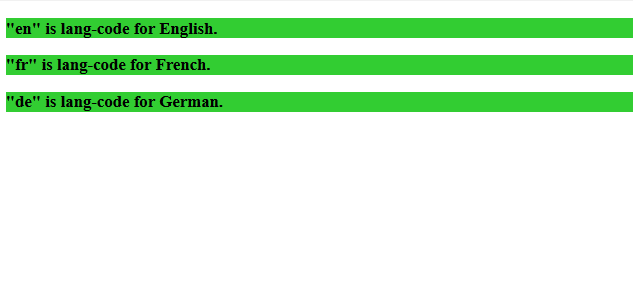 "en" is lang-code for English.
"fr" is lang-code for French.
"de" is lang-code for German.